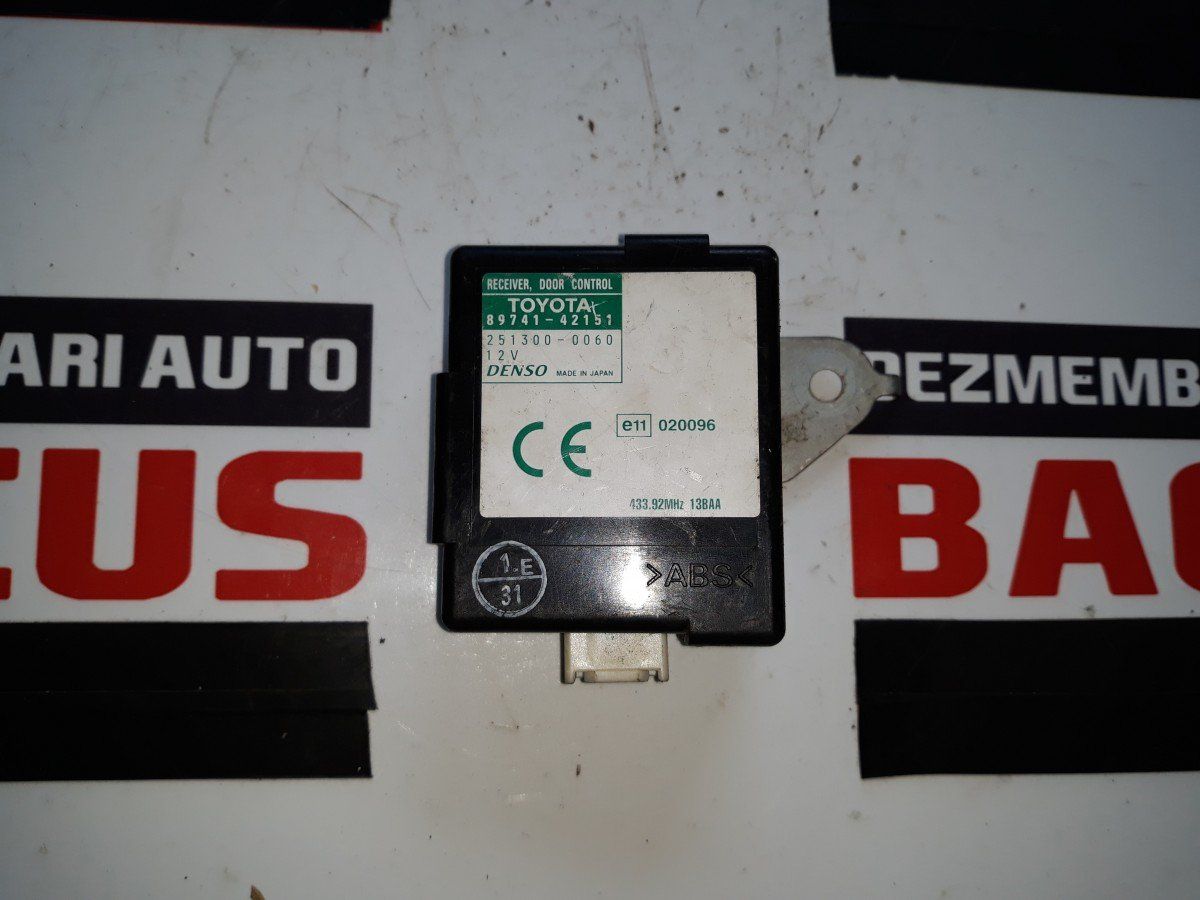 RECEIVER, DOOR CONTROL
TOYOTA
89741-42151
251300-0060
12V
DENSO MADE IN JAPAN
CE
e11 020096
433.92MHz 13BAA
1-E
31
>ABS<
ARI AUTO
CUS
DEZMEMB
BAC